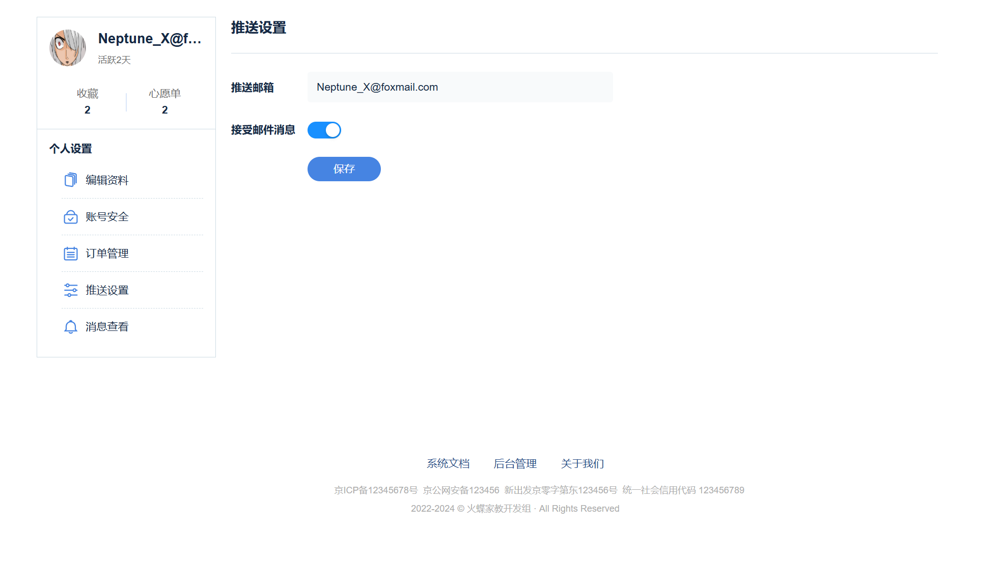 Neptune_X@f...
活跃2天
收藏
2
心愿单
2
个人设置
编辑资料
账号安全
订单管理
推送设置
消息查看
推送设置
推送邮箱
Neptune_X@foxmail.com
接受邮件消息
保存
系统文档 后台管理 关于我们
京ICP备12345678号 京公网安备123456 新出发京零字第东123456号 统一社会信用代码 123456789
2022-2024 © 火蝶家教开发组 · All Rights Reserved